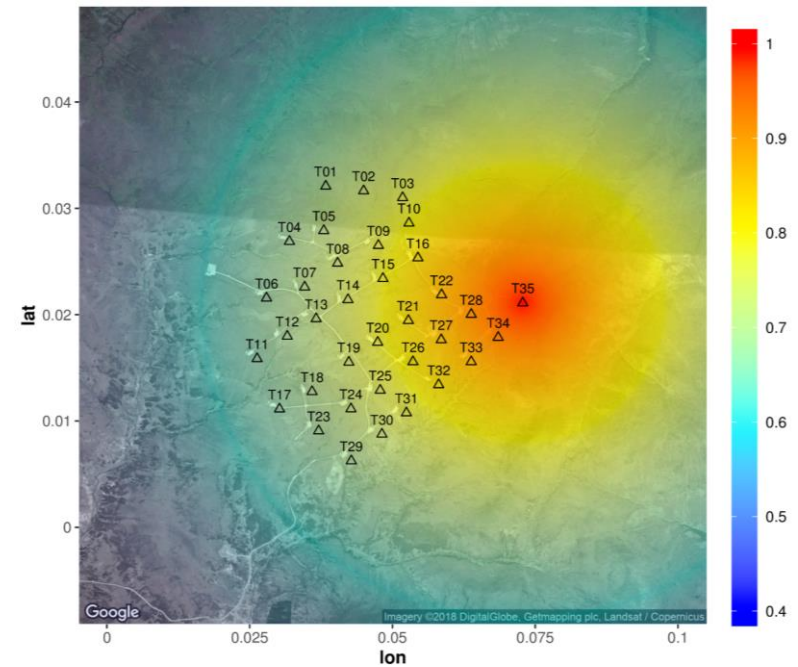 1
0.04
0.9
T01
T02
T03
0.03
T10
0.8
T04
T05
T09
T16
T08
T15
T07
T22
T35
T06
T14
T28
0.7
0.02
T13
T21
T12
T20
T27
T34
T11
T19
T26
T33
0.6
T18
T25
T32
T17
T24
T31
0.01
T23
T30
T29
0.5
0
0.4
Google
Imagery ©2018 DigitalGlobe, Getmapping plc, Landsat / Copernicus
0
0.025
0.05
0.075
0.1
lat
lon